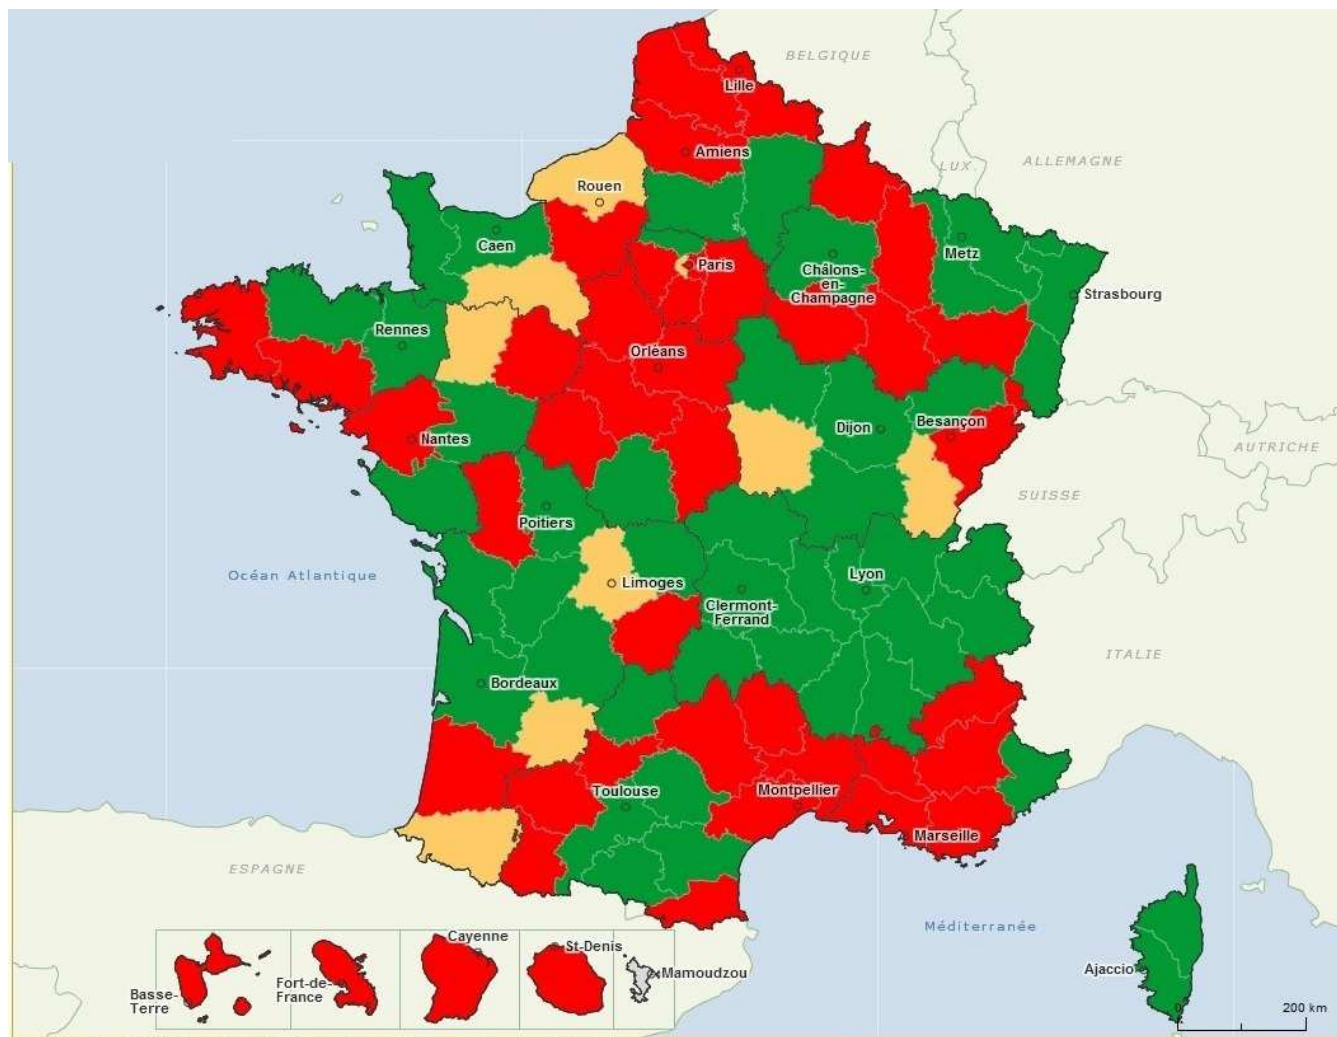 BELGIQUE
Lille
Amiens
LUX.
ALLEMAGNE
Rouen
Caen
Paris
Metz
Châlons-
en-
Champagne
Strasbourg
Rennes
Orléans
Nantes
Dijon
Besançon
AUTRICHE
SUISSE
Poitiers
Océan Atlantique
Limoges
Clermont-
Ferrand
Lyon
ITALIE
Bordeaux
Toulouse
Montpellier
Marseille
ESPAGNE
Méditerranée
Ajaccio
Basse-
Terre
Fort-de-
France
Cayenne
St-Denis
Mamoudzou
0
200 km